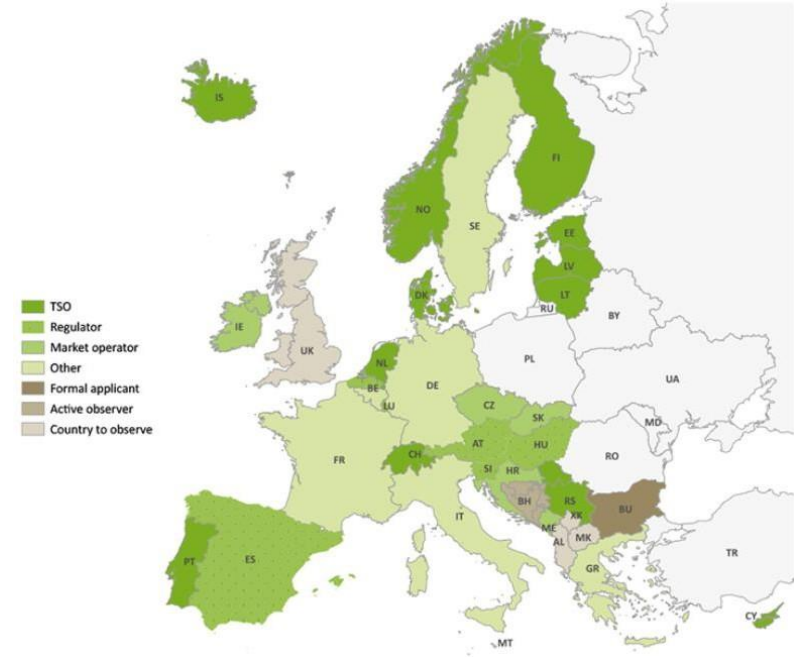 IS
FI
NO
SE
EE
LV
DK
LT
RU
BY
TSO
Regulator
Market operator
Other
Formal applicant
Active observer
Country to observe
IE
UK
NL
PL
BE
DE
UA
LU
CZ
SK
MD
AT
HU
CH
RO
FR
SI
HR
BH
RS
BU
IT
XK
ME
MK
AL
PT
ES
TR
GR
CY
MT